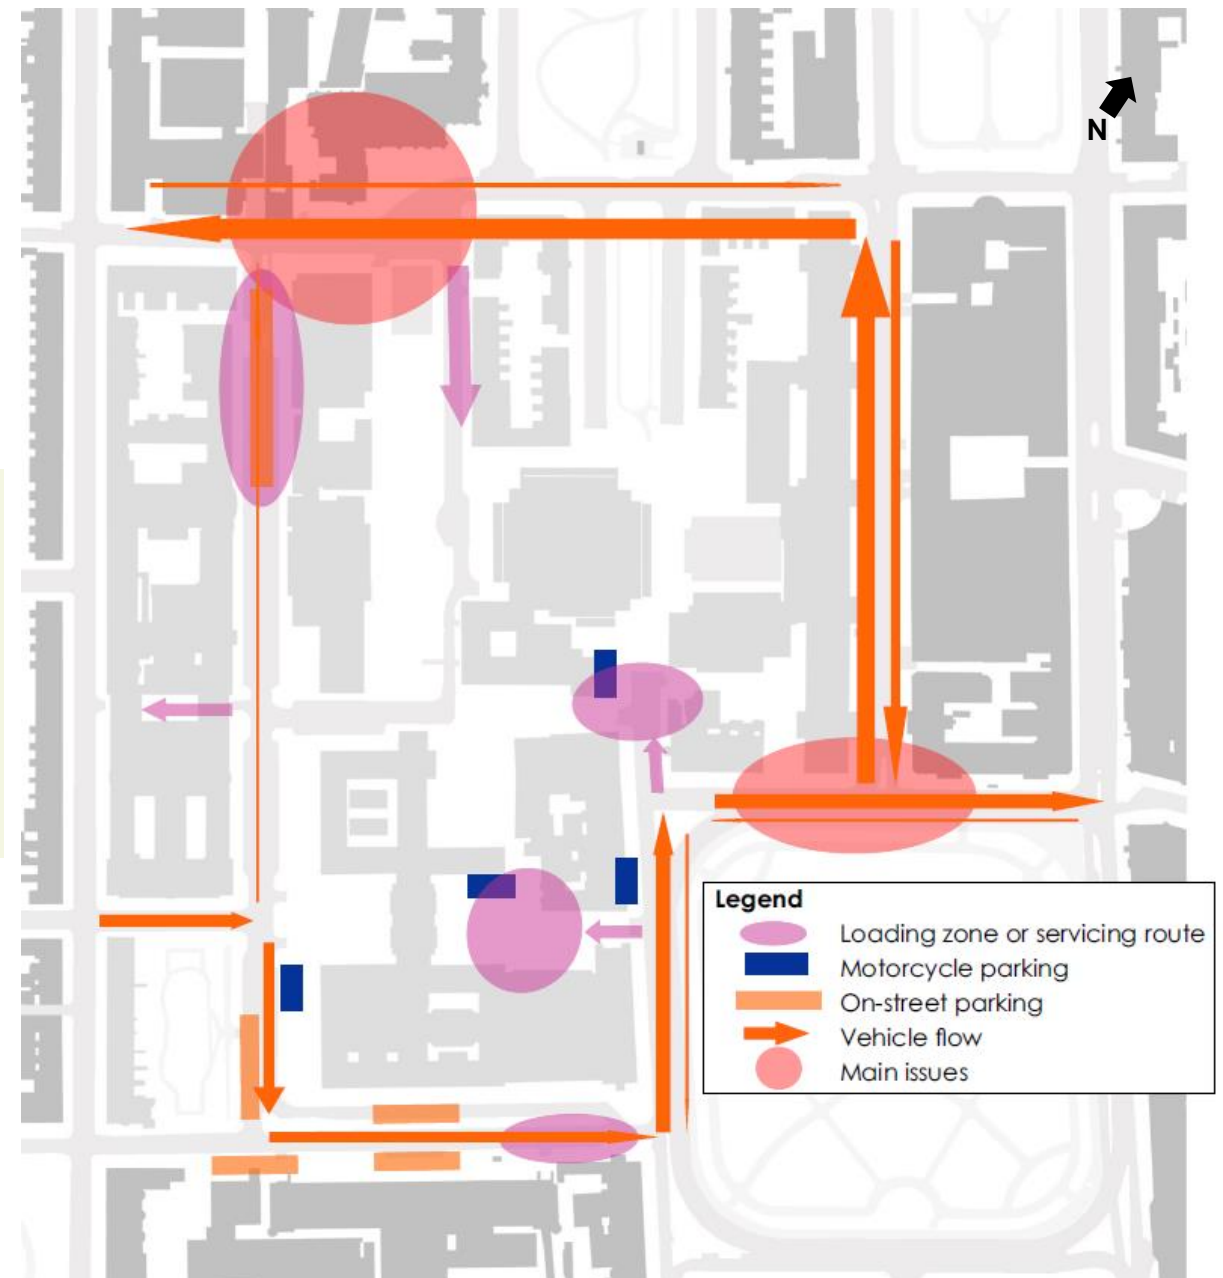 N
Legend
Loading zone or servicing route
Motorcycle parking
On-street parking
Vehicle flow
Main issues